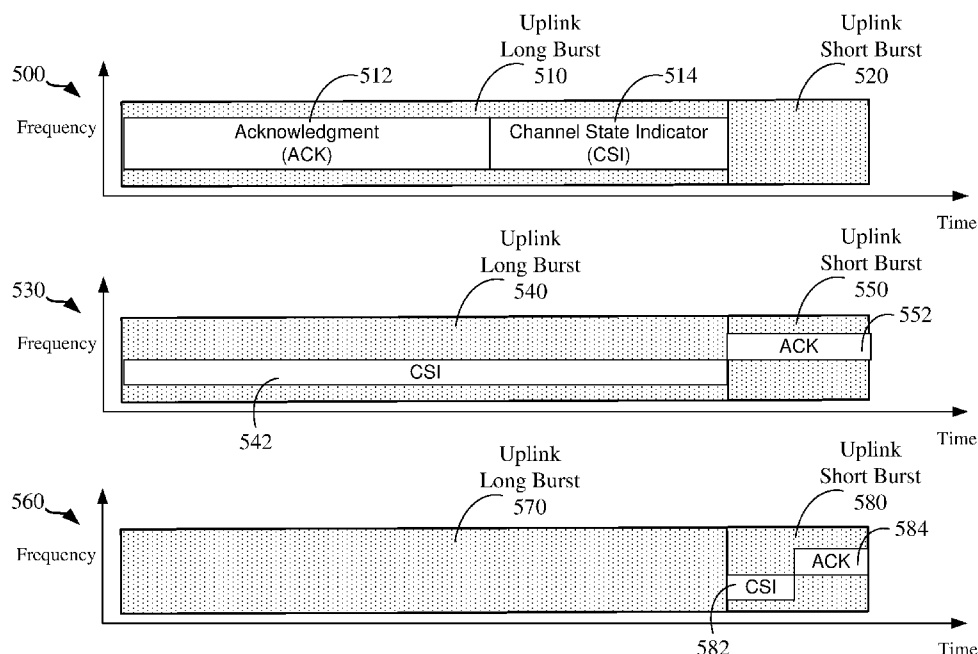 Uplink
Long Burst
510
Uplink
Short Burst
520
500
512
514
Frequency
Acknowledgment
(ACK)
Channel State Indicator
(CSI)
Time
Uplink
Long Burst
540
Uplink
Short Burst
550
530
552
Frequency
ACK
CSI
542
Time
Uplink
Long Burst
570
Uplink
Short Burst
580
560
584
Frequency
ACK
CSI
582
Time